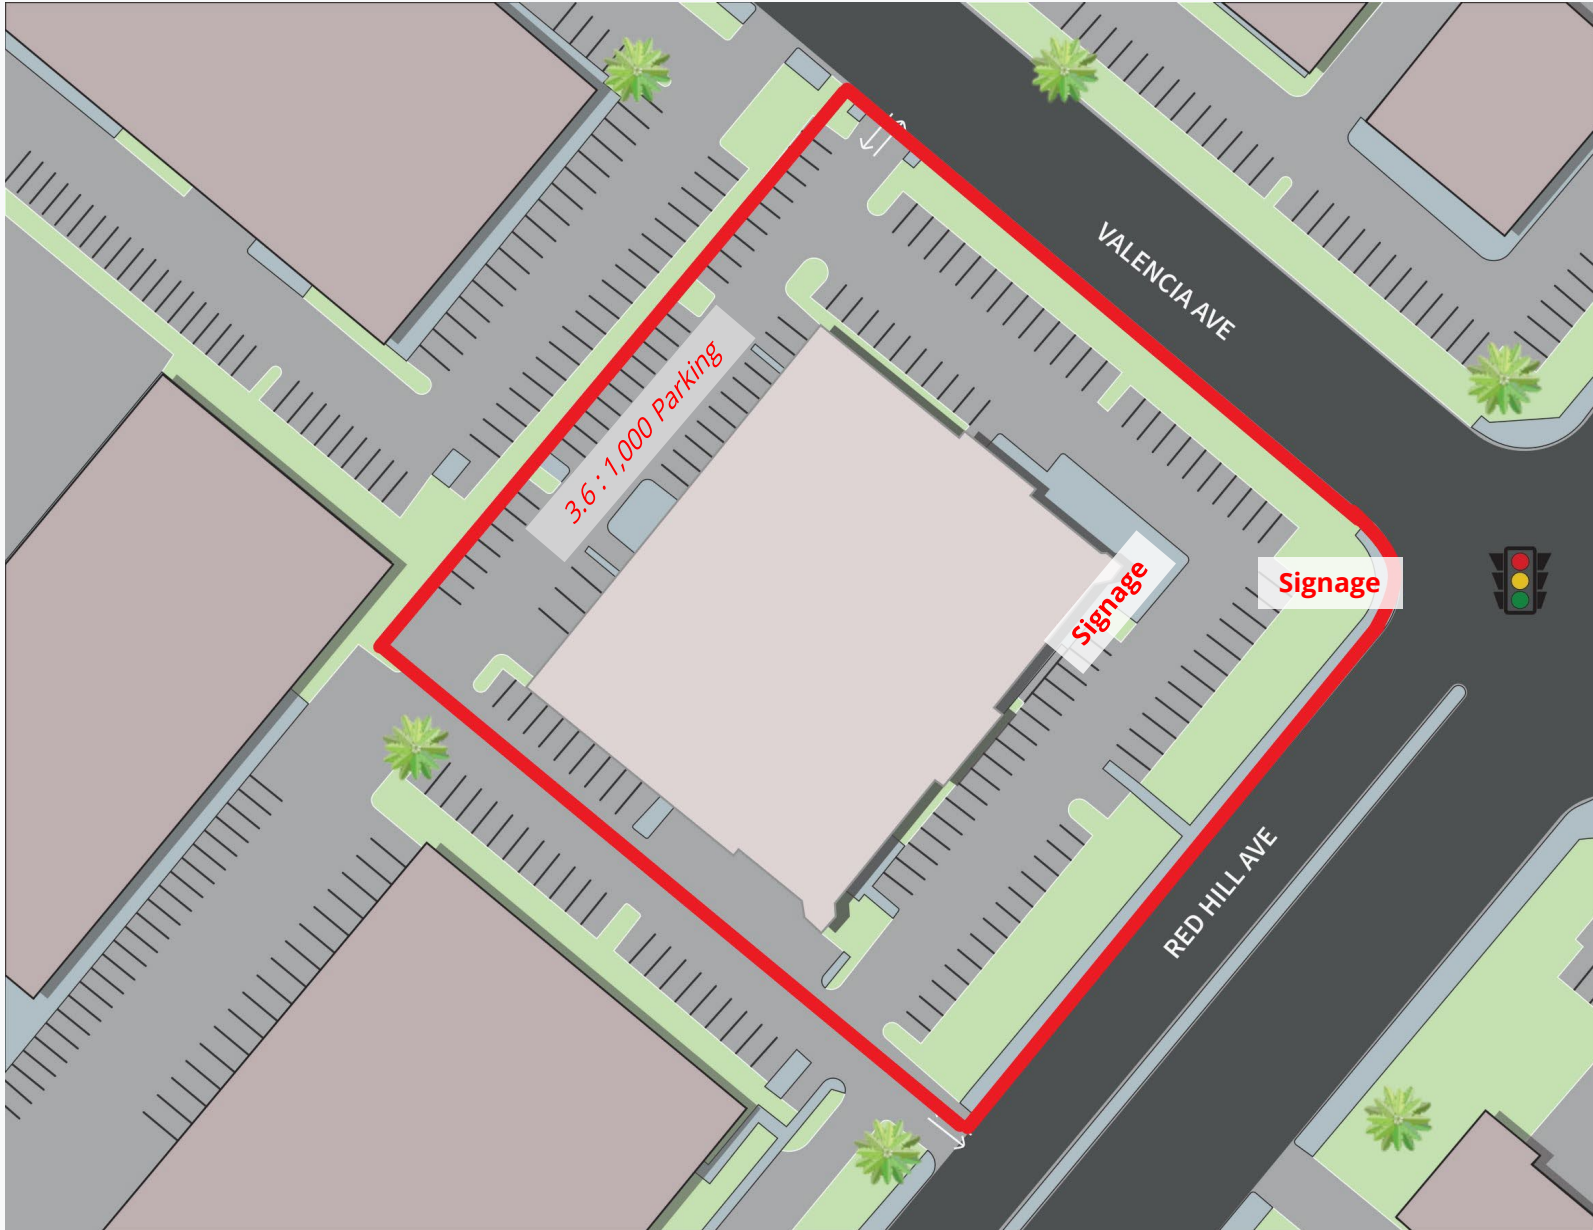 VALENCIA AVE
3.6 : 1,000 Parking
Signage
Signage
RED HILL AVE